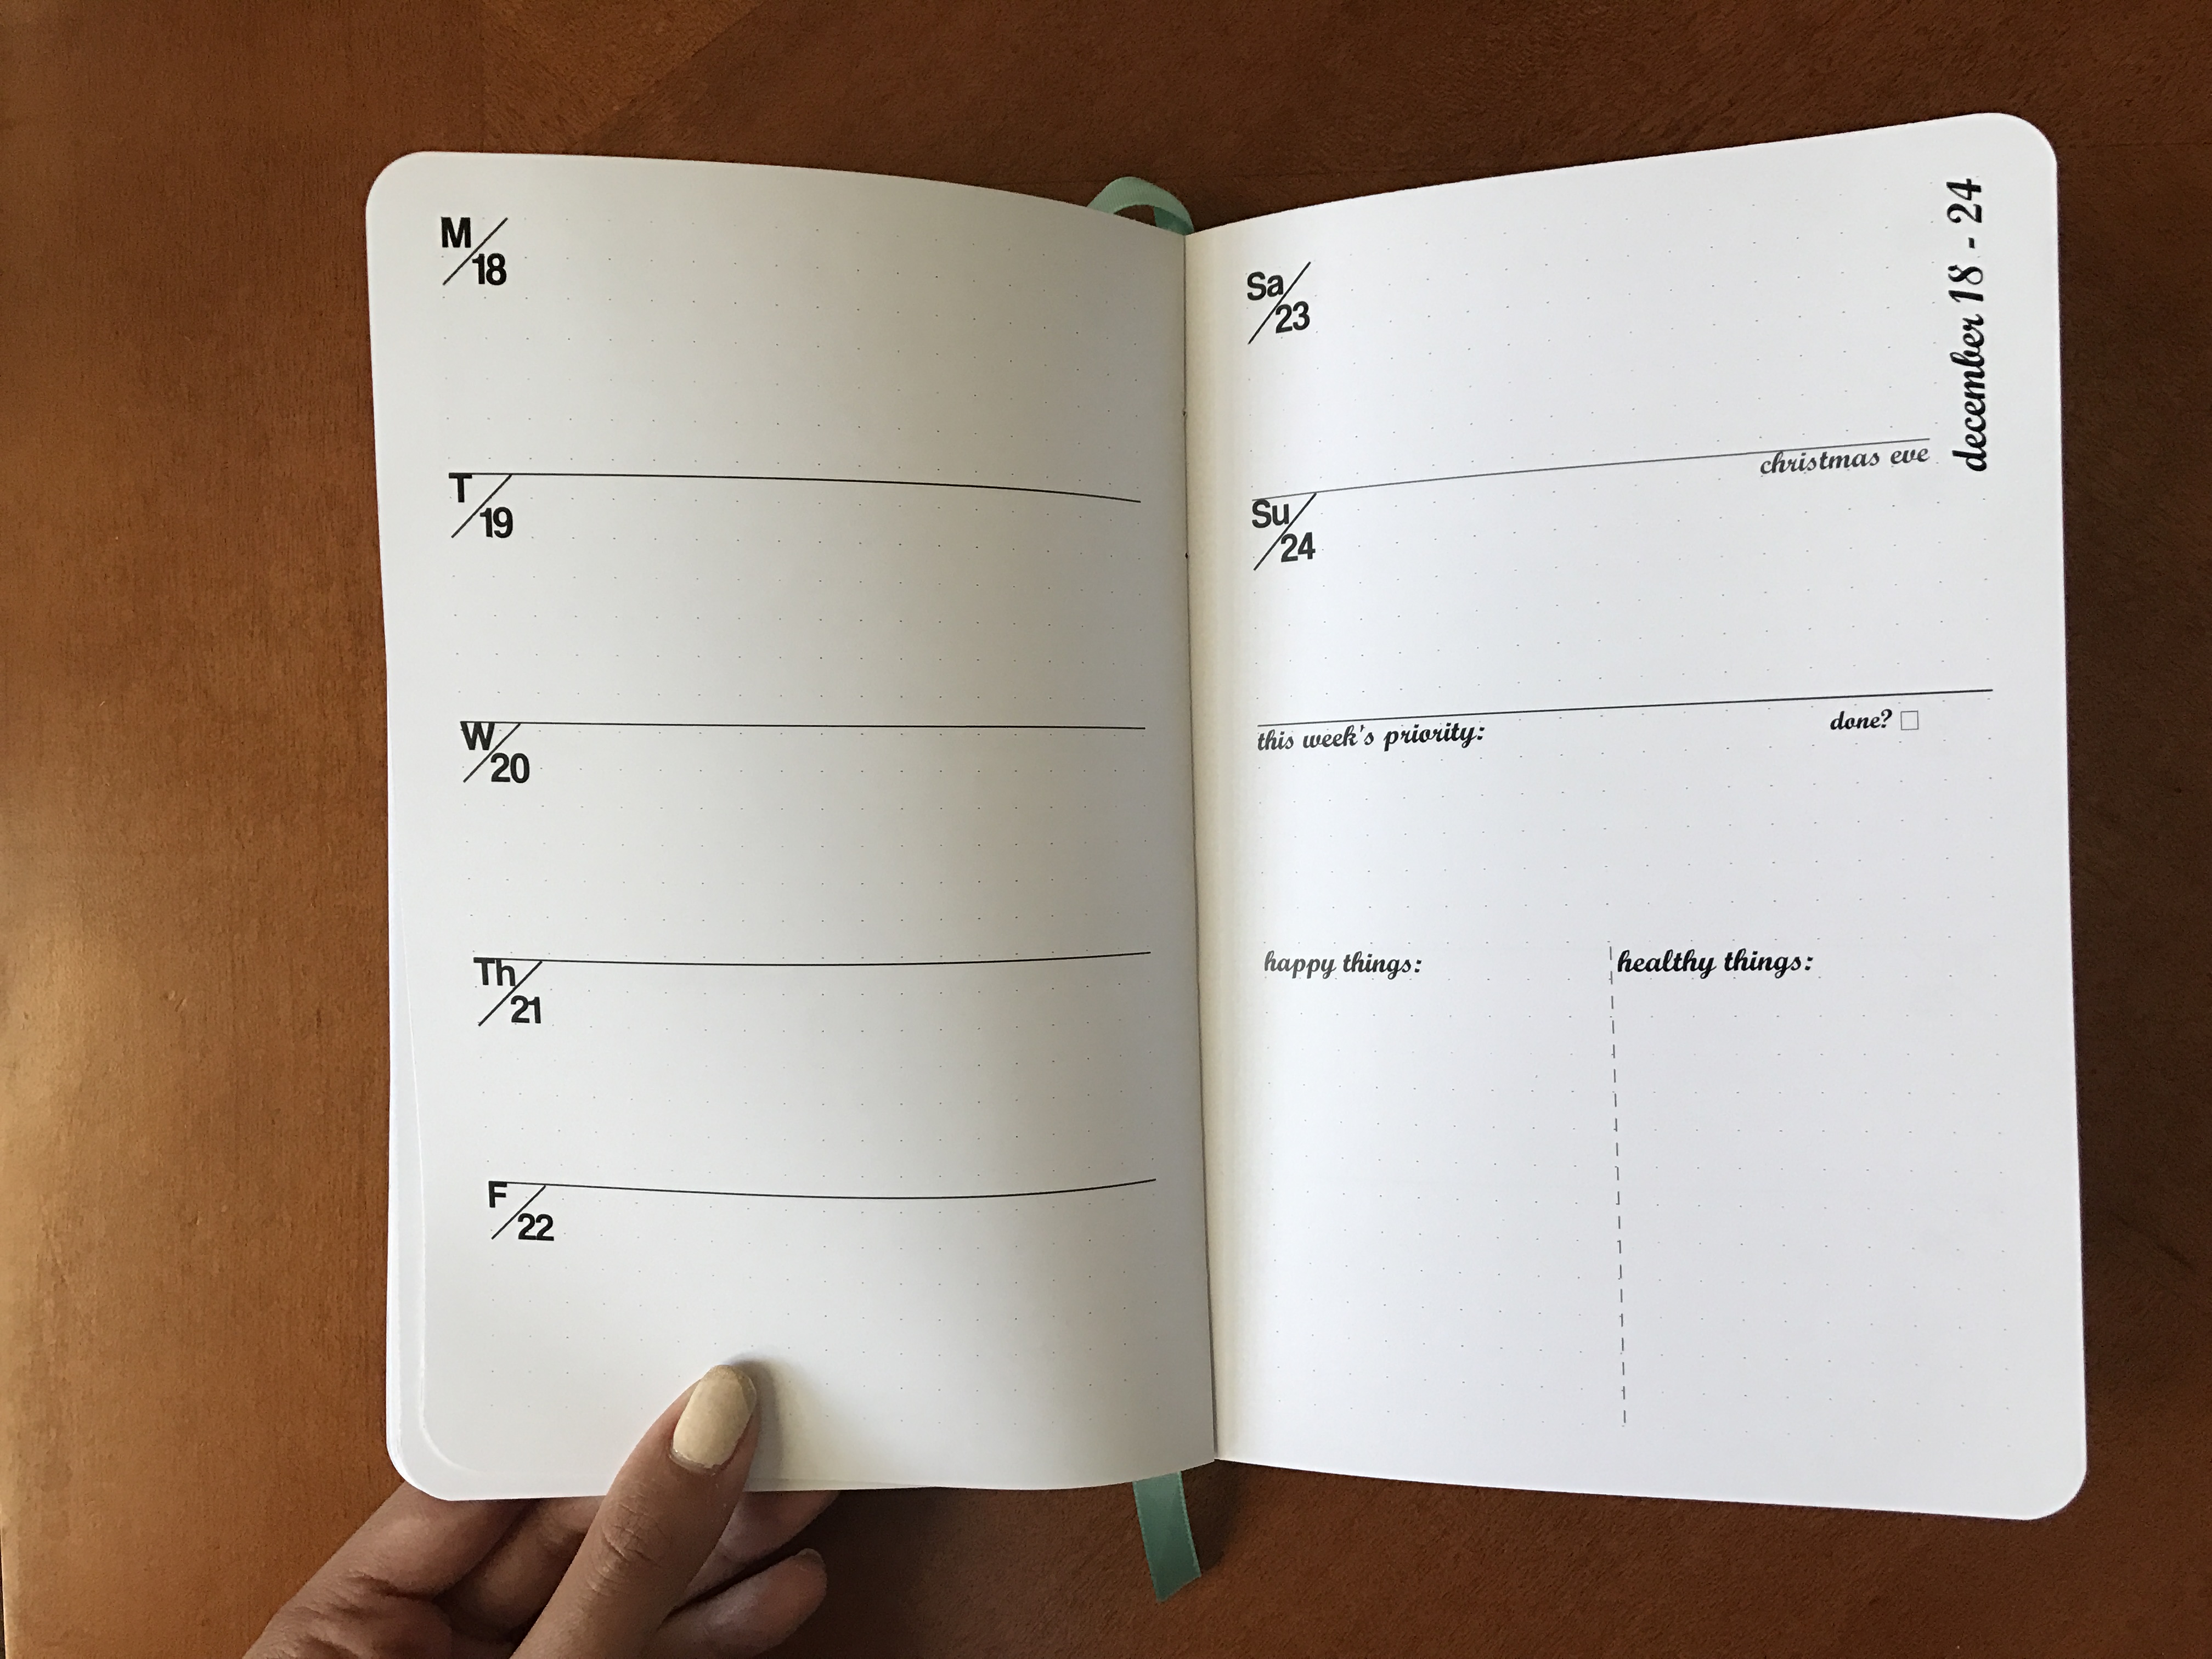 M/18
T/19
W/20
Th/21
F/22
december 18 - 24
Sa/23
christmas eve
Su/24
this week's priority:
done?
happy things:
healthy things: